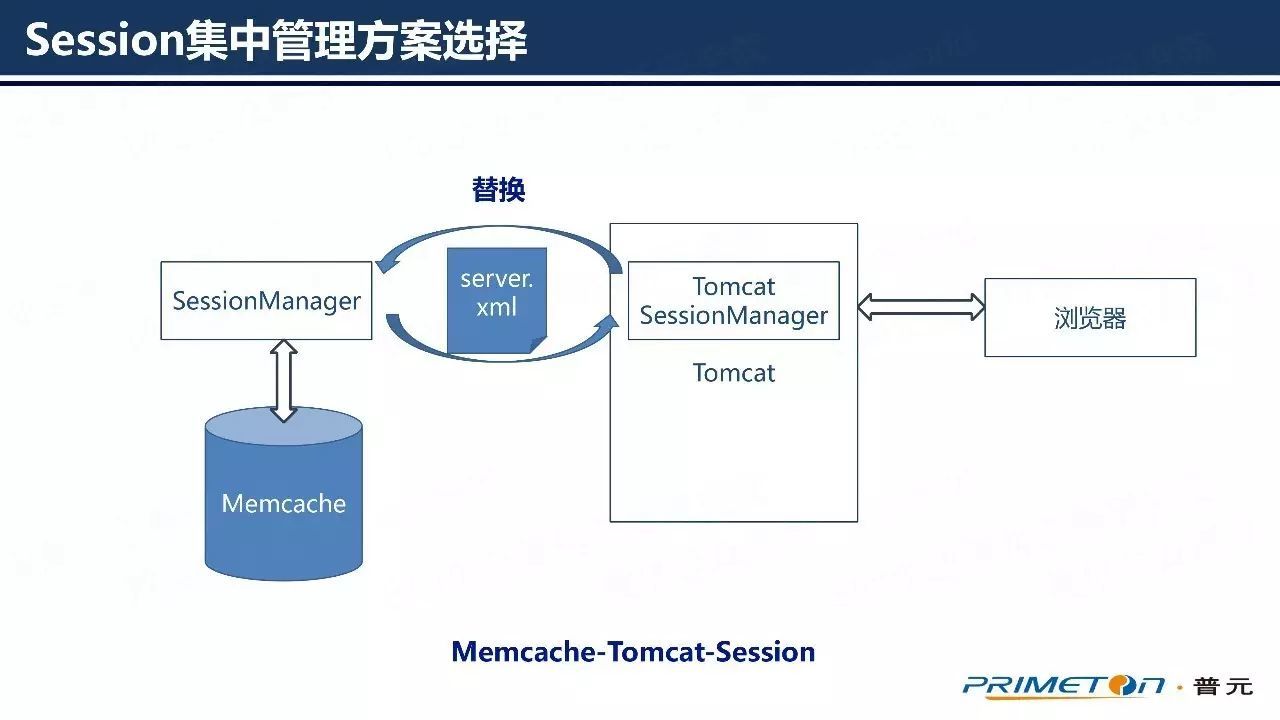 Session集中管理方案选择
替换
SessionManager
server.
xml
Tomcat
SessionManager
Tomcat
浏览器
Memcache
Memcache-Tomcat-Session
PRIMETON·普元